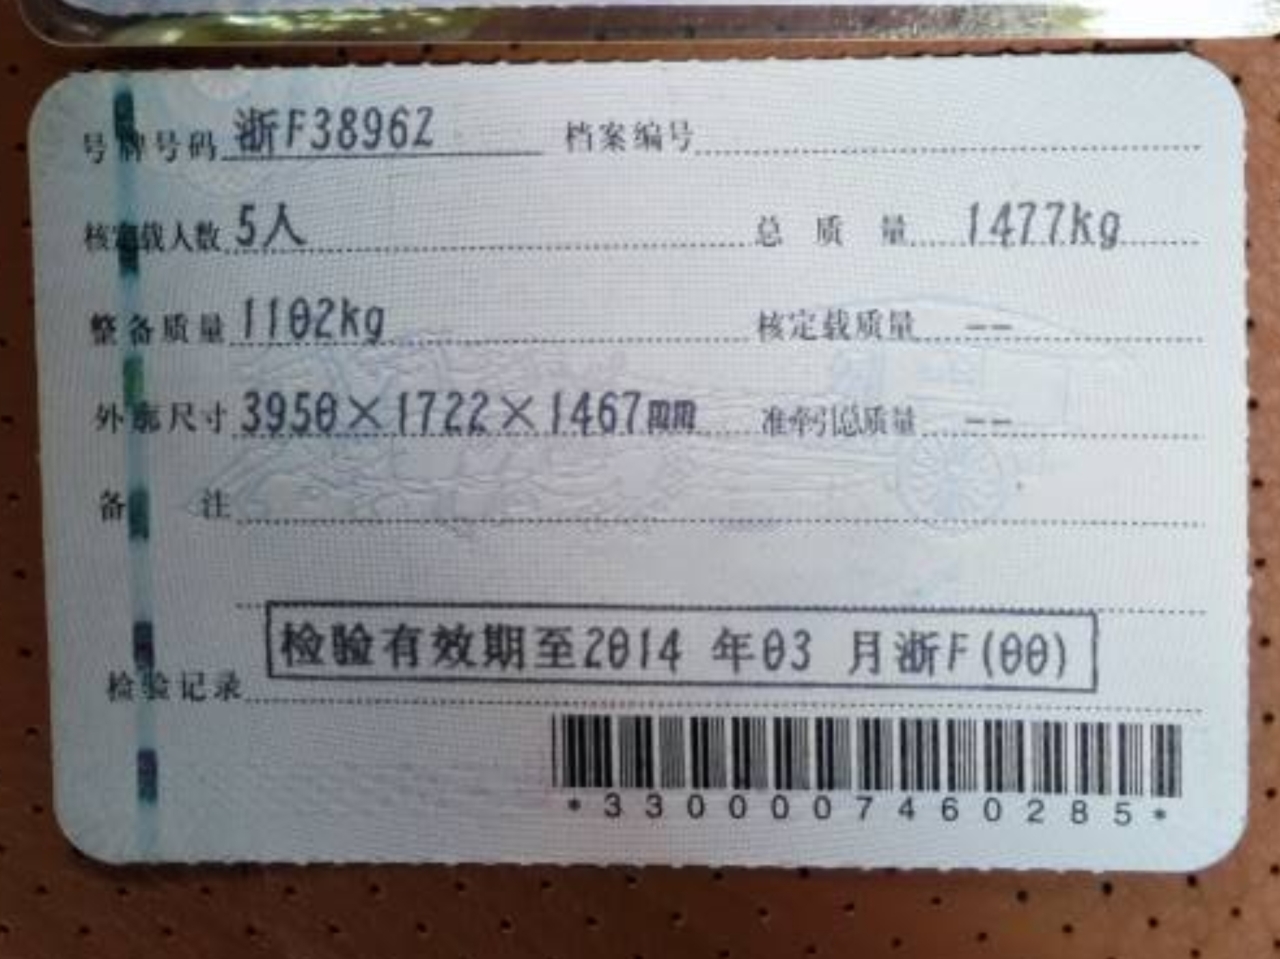 号牌号码 浙F3896Z 档案编号
核定载人数 5人 总质量 1477kg
整备质量 1102kg 核定载质量 --
外廓尺寸 3950×1722×1467mm 准牵引总质量 --
备注
检验有效期至2014 年03 月浙F(00)
检验记录
*3300007460285*